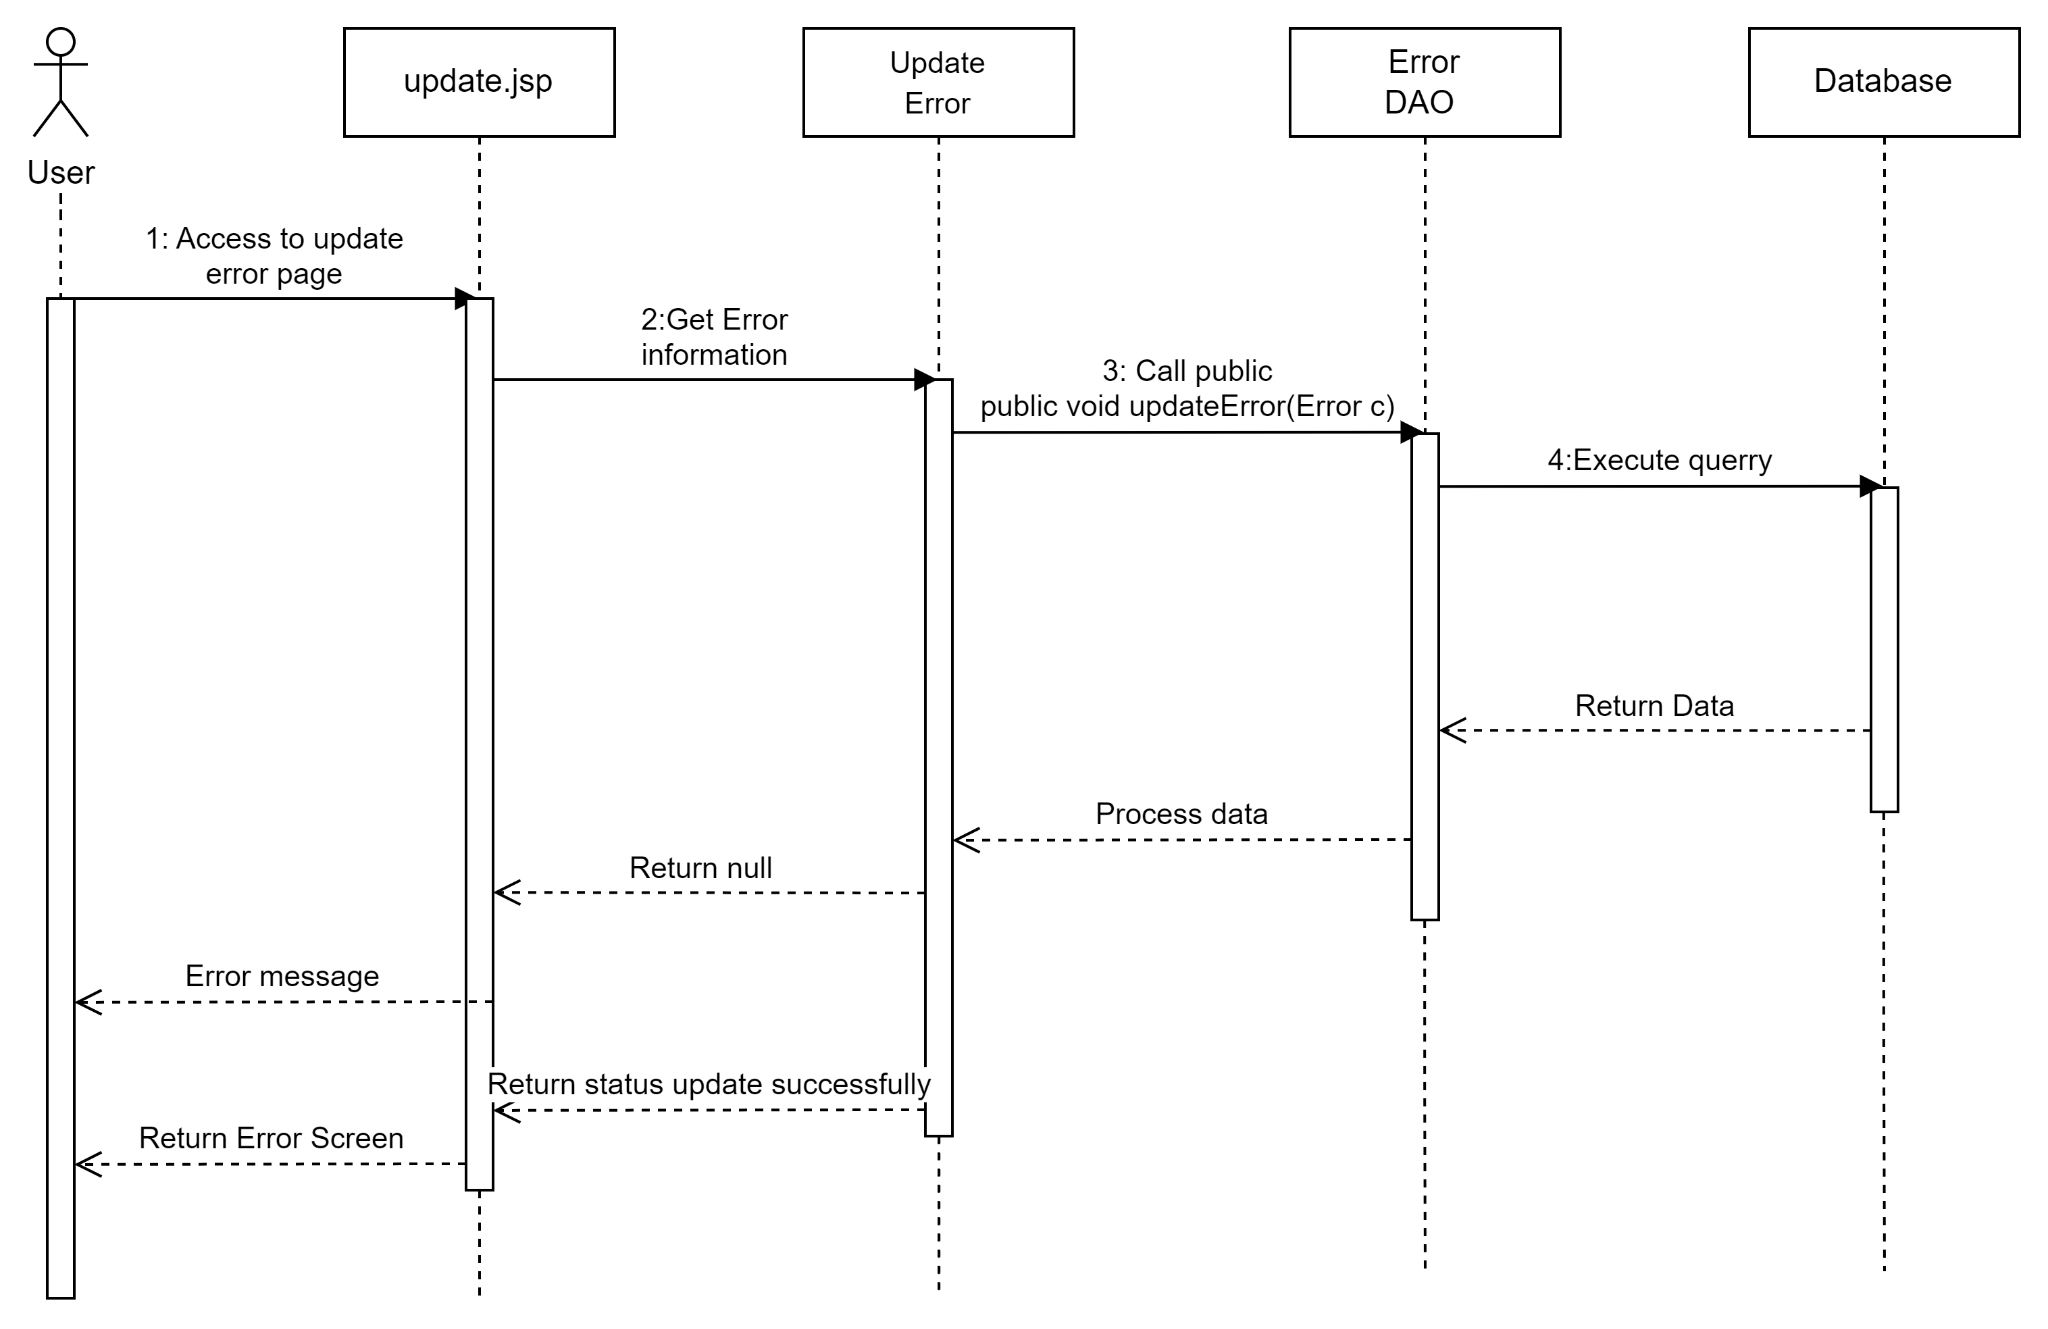 User
update.jsp
Update
Error
Error
DAO
Database
1: Access to update
error page
2:Get Error
information
3: Call public
public void updateError(Error c)
4:Execute querry
Return Data
Process data
Return null
Error message
Return status update successfully
Return Error Screen